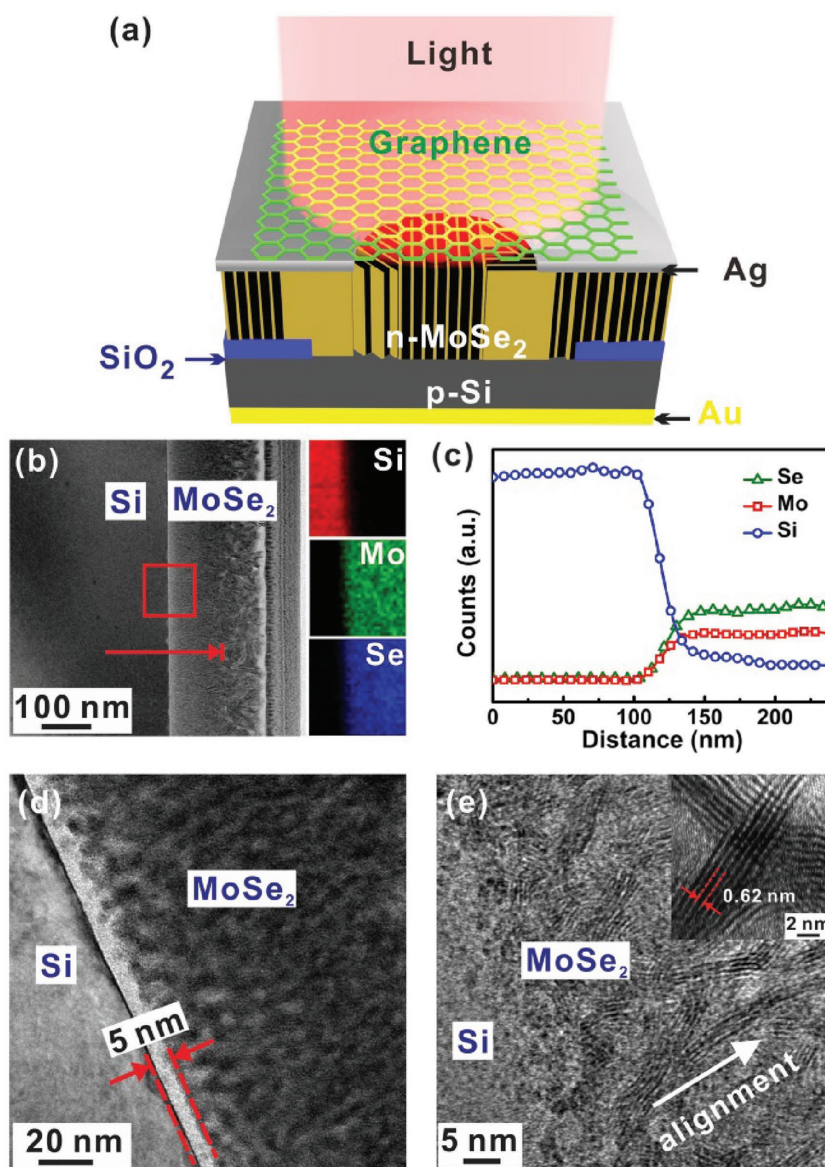 (a)
Light
Graphene
Ag
n-MoSe₂
SiO₂
p-Si
Au
(b)
Si
MoSe₂
100 nm
Si
Mo
Se
(c)
Se
Mo
Si
Counts (a.u.)
0 50 100 150 200
Distance (nm)
(d)
MoSe₂
Si
5 nm
20 nm
(e)
0.62 nm
2 nm
MoSe₂
Si
alignment
5 nm